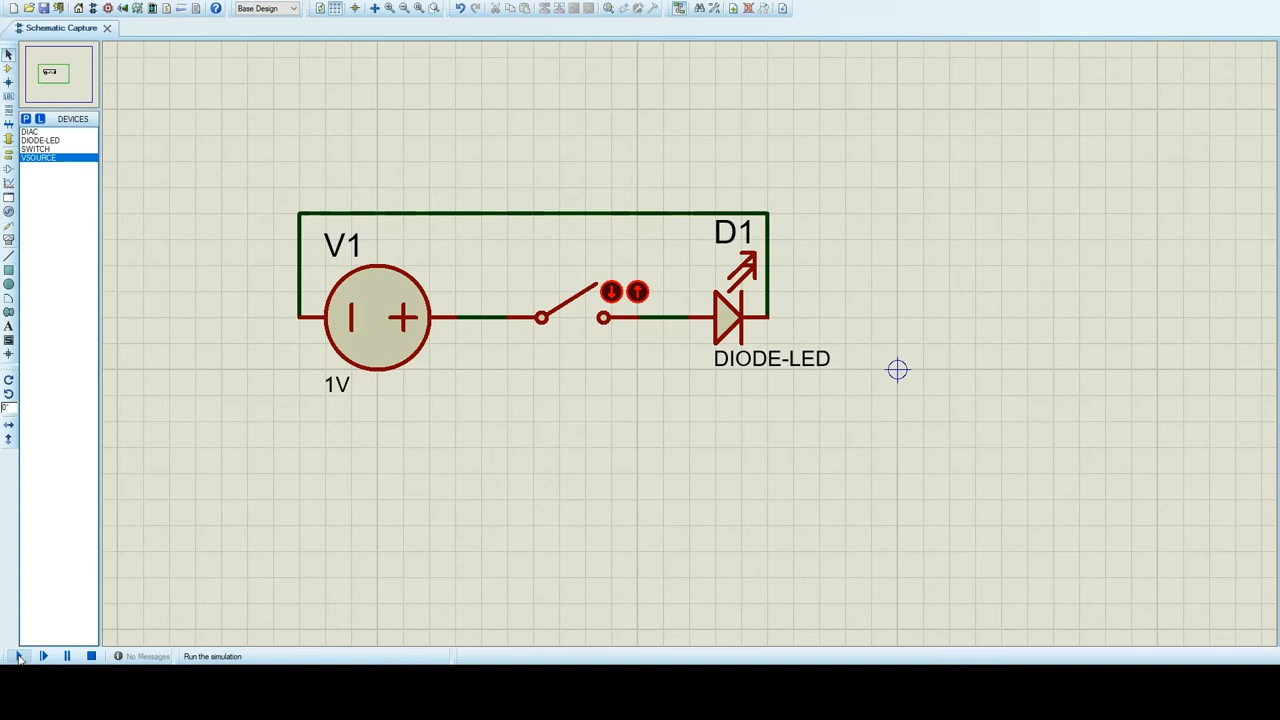 Base Design
Schematic Capture
P L DEVICES
DIAC
DIODE-LED
SWITCH
VSOURCE
V1
D1
DIODE-LED
1V
No Messages
Run the simulation